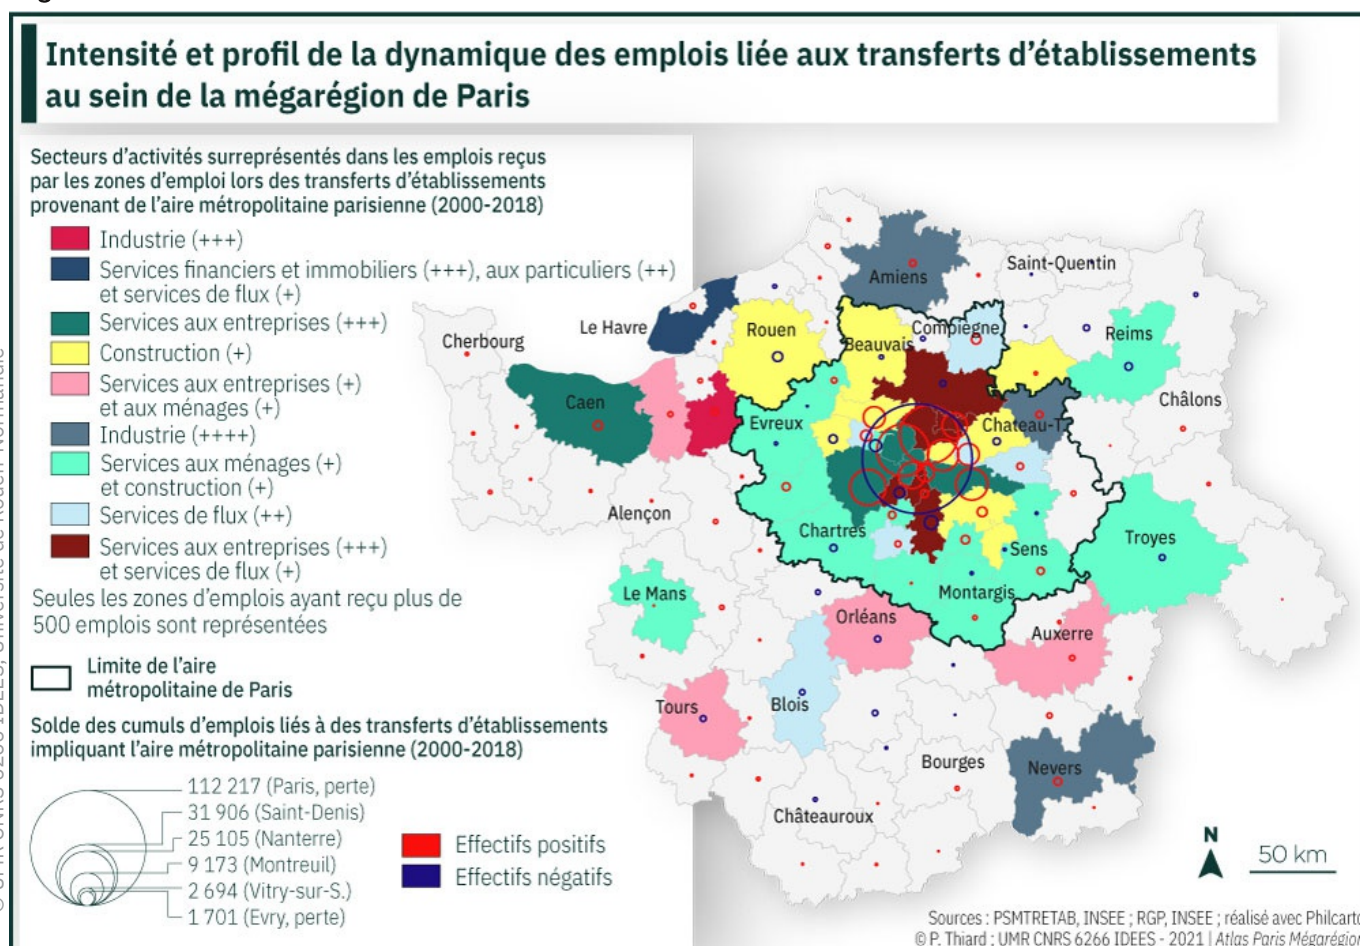 Intensité et profil de la dynamique des emplois liée aux transferts d'établissements
au sein de la mégarégion de Paris
Secteurs d'activités surreprésentés dans les emplois reçus
par les zones d'emploi lors des transferts d'établissements
provenant de l'aire métropolitaine parisienne (2000-2018)
Industrie (+++)
Services financiers et immobiliers (+++), aux particuliers (++)
et services de flux (+)
Services aux entreprises (+++)
Construction (+)
Services aux entreprises (+)
et aux ménages (+)
Industrie (++++)
Services aux ménages (+)
et construction (+)
Services de flux (++)
Services aux entreprises (+++)
et services de flux (+)
Seules les zones d'emplois ayant reçu plus de
500 emplois sont représentées
Limite de l'aire
métropolitaine de Paris
Solde des cumuls d'emplois liés à des transferts d'établissements
impliquant l'aire métropolitaine parisienne (2000-2018)
112 217 (Paris, perte)
31 906 (Saint-Denis)
25 105 (Nanterre)
9 173 (Montreuil)
2 694 (Vitry-sur-S.)
1 701 (Evry, perte)
Effectifs positifs
Effectifs négatifs
Amiens
Saint-Quentin
Le Havre
Rouen
Compiègne
Reims
Cherbourg
Beauvais
Caen
Châlons
Evreux
Chateau-T.
Alençon
Chartres
Sens
Troyes
Le Mans
Montargis
Orléans
Auxerre
Tours
Blois
Bourges
Nevers
Châteauroux
N
50 km
Sources : PSMTRETAB, INSEE ; RGP, INSEE ; réalisé avec Philcarto
© P. Thiard : UMR CNRS 6266 IDEES - 2021 | Atlas Paris Mégarégion